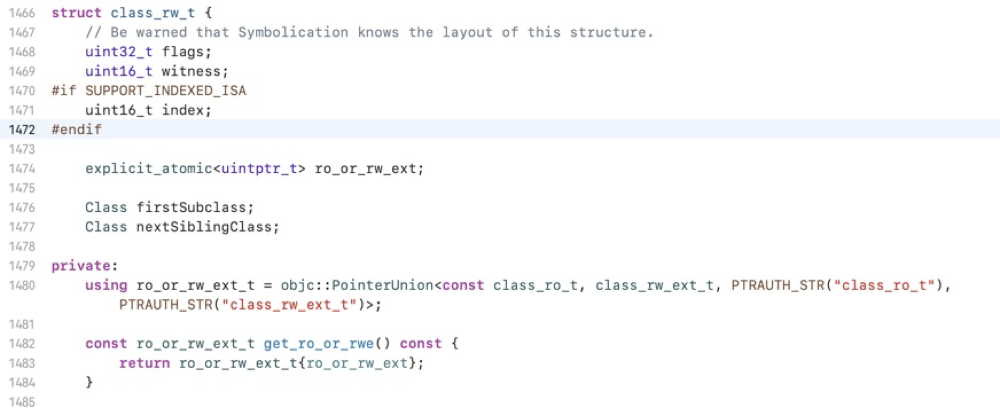 1466 struct class_rw_t {
1467     // Be warned that Symbolication knows the layout of this structure.
1468     uint32_t flags;
1469     uint16_t witness;
1470 #if SUPPORT_INDEXED_ISA
1471     uint16_t index;
1472 #endif
1473
1474     explicit_atomic<uintptr_t> ro_or_rw_ext;
1475
1476     Class firstSubclass;
1477     Class nextSiblingClass;
1478
1479 private:
1480     using ro_or_rw_ext_t = objc::PointerUnion<const class_ro_t, class_rw_ext_t, PTRAUTH_STR("class_ro_t"),
         PTRAUTH_STR("class_rw_ext_t")>;
1481
1482     const ro_or_rw_ext_t get_ro_or_rwe() const {
1483         return ro_or_rw_ext_t{ro_or_rw_ext};
1484     }
1485